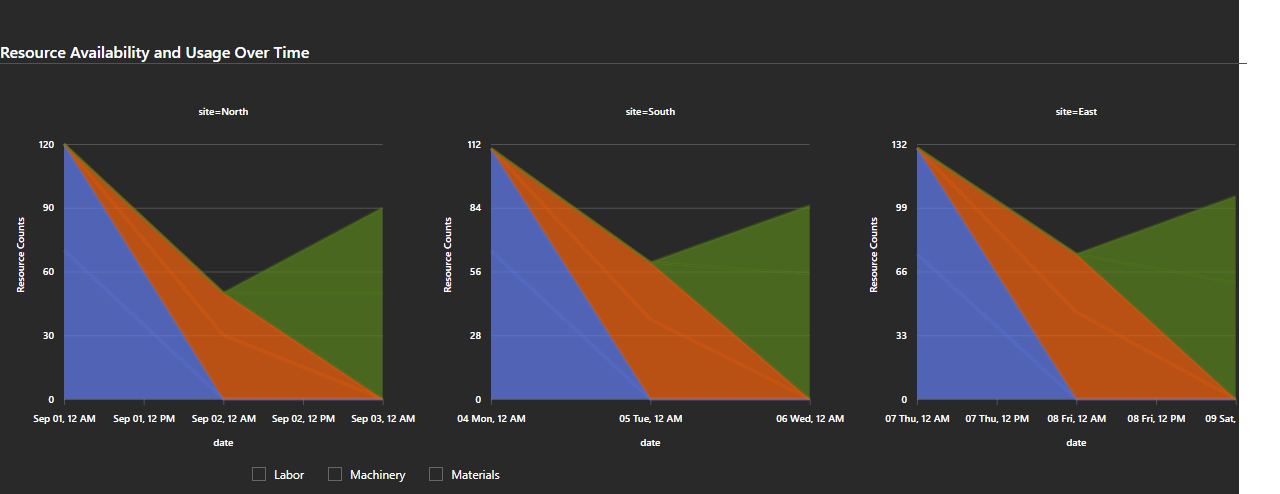 Resource Availability and Usage Over Time
site=North
site=South
site=East
Resource Counts
120
90
60
30
0
Sep 01, 12 AM
Sep 01, 12 PM
Sep 02, 12 AM
Sep 02, 12 PM
Sep 03, 12 AM
date
Resource Counts
112
84
56
28
0
04 Mon, 12 AM
05 Tue, 12 AM
06 Wed, 12 AM
date
Resource Counts
132
99
66
33
0
07 Thu, 12 AM
07 Thu, 12 PM
08 Fri, 12 AM
08 Fri, 12 PM
09 Sat,
date
Labor
Machinery
Materials